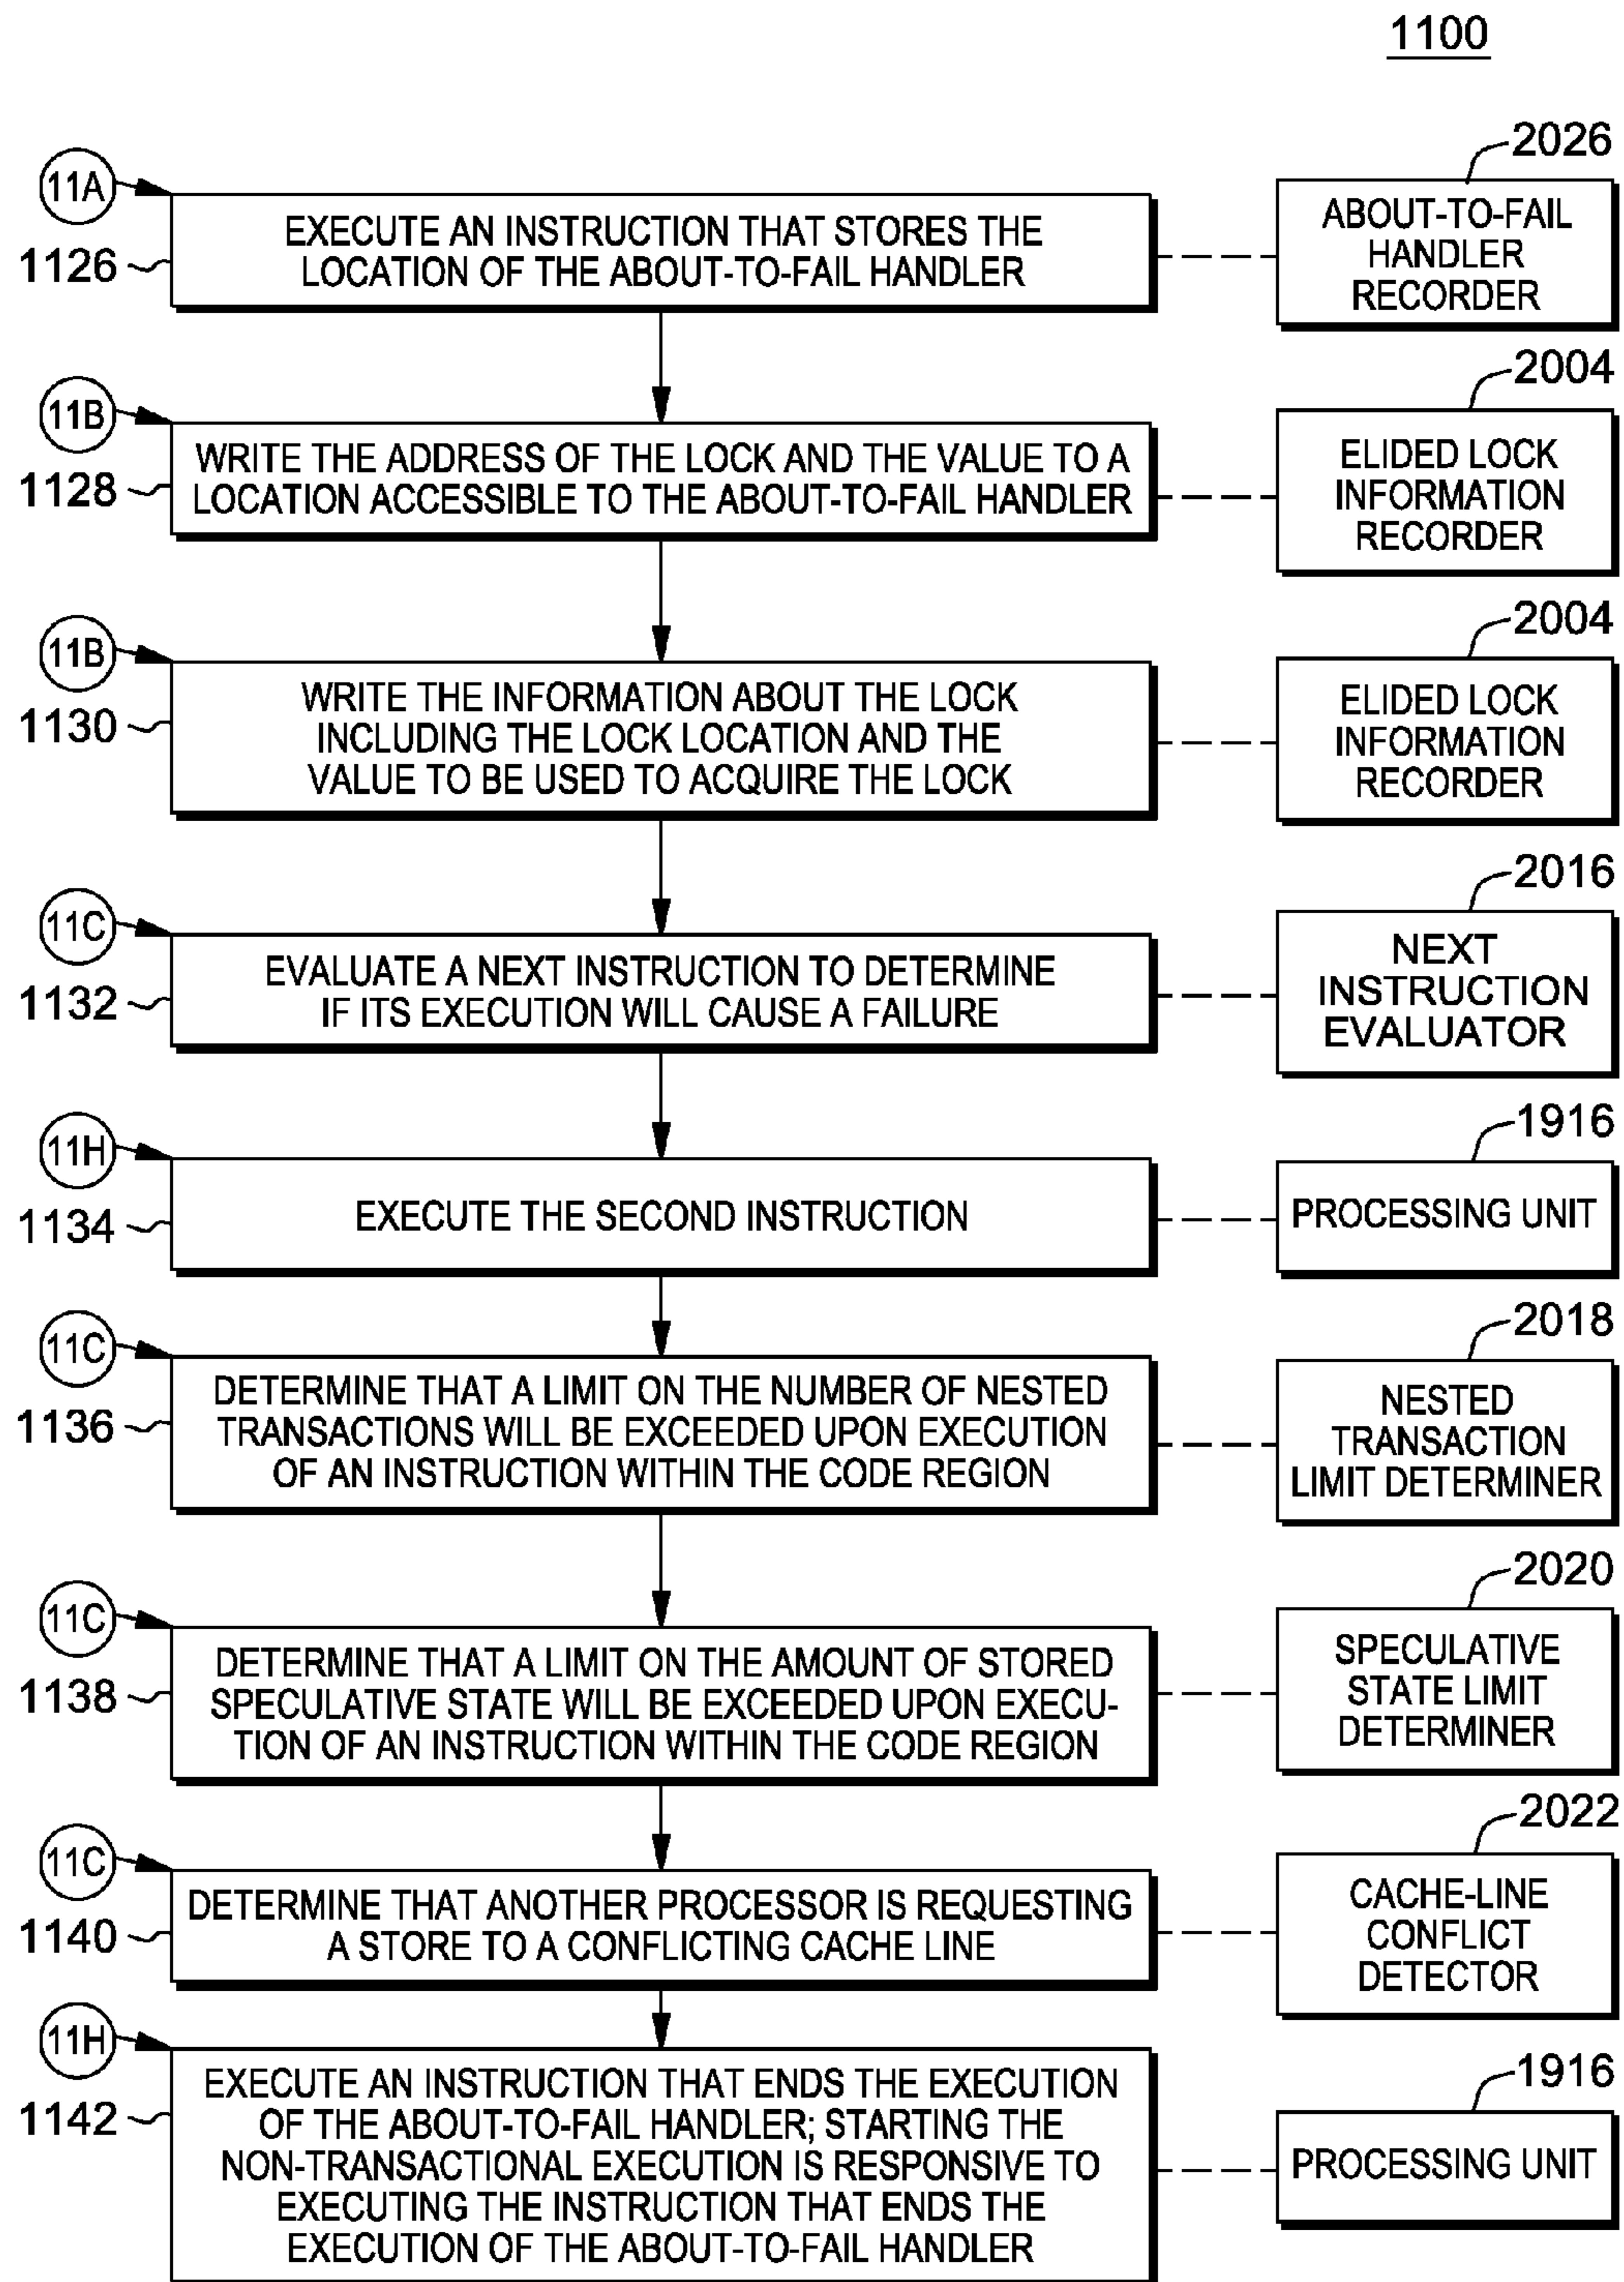 1100
11A
1126
EXECUTE AN INSTRUCTION THAT STORES THE
LOCATION OF THE ABOUT-TO-FAIL HANDLER
2026
ABOUT-TO-FAIL
HANDLER
RECORDER
11B
1128
WRITE THE ADDRESS OF THE LOCK AND THE VALUE TO A
LOCATION ACCESSIBLE TO THE ABOUT-TO-FAIL HANDLER
2004
ELIDED LOCK
INFORMATION
RECORDER
11B
1130
WRITE THE INFORMATION ABOUT THE LOCK
INCLUDING THE LOCK LOCATION AND THE
VALUE TO BE USED TO ACQUIRE THE LOCK
2004
ELIDED LOCK
INFORMATION
RECORDER
11C
1132
EVALUATE A NEXT INSTRUCTION TO DETERMINE
IF ITS EXECUTION WILL CAUSE A FAILURE
2016
NEXT
INSTRUCTION
EVALUATOR
11H
1134
EXECUTE THE SECOND INSTRUCTION
1916
PROCESSING UNIT
11C
1136
DETERMINE THAT A LIMIT ON THE NUMBER OF NESTED
TRANSACTIONS WILL BE EXCEEDED UPON EXECUTION
OF AN INSTRUCTION WITHIN THE CODE REGION
2018
NESTED
TRANSACTION
LIMIT DETERMINER
11C
1138
DETERMINE THAT A LIMIT ON THE AMOUNT OF STORED
SPECULATIVE STATE WILL BE EXCEEDED UPON EXECU-
TION OF AN INSTRUCTION WITHIN THE CODE REGION
2020
SPECULATIVE
STATE LIMIT
DETERMINER
11C
1140
DETERMINE THAT ANOTHER PROCESSOR IS REQUESTING
A STORE TO A CONFLICTING CACHE LINE
2022
CACHE-LINE
CONFLICT
DETECTOR
11H
1142
EXECUTE AN INSTRUCTION THAT ENDS THE EXECUTION
OF THE ABOUT-TO-FAIL HANDLER; STARTING THE
NON-TRANSACTIONAL EXECUTION IS RESPONSIVE TO
EXECUTING THE INSTRUCTION THAT ENDS THE
EXECUTION OF THE ABOUT-TO-FAIL HANDLER
1916
PROCESSING UNIT